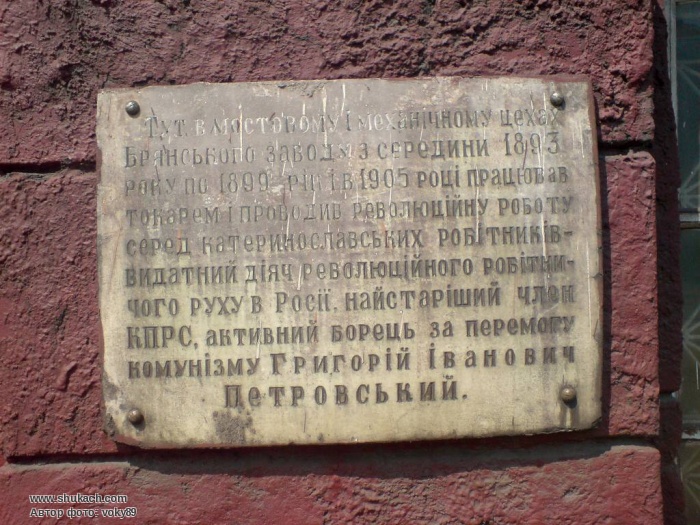 Тут, в мостовому і механічному цехах
Брянського заводу з середини 1893
року по 1899 рік і в 1905 році працював
токарем і проводив революційну роботу
серед катеринославських робітників-
видатний діяч революційного робітни-
чого руху в Росії, найстаріший член
КПРС, активний борець за перемогу
комунізму Григорій Іванович
Петровський.
www.shukach.com
Автор фото: voky89